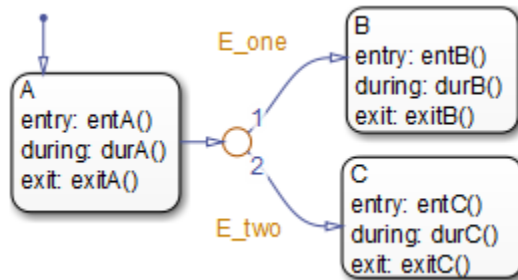 A
entry: entA()
during: durA()
exit: exitA()
E_one
1
2
E_two
B
entry: entB()
during: durB()
exit: exitB()
C
entry: entC()
during: durC()
exit: exitC()